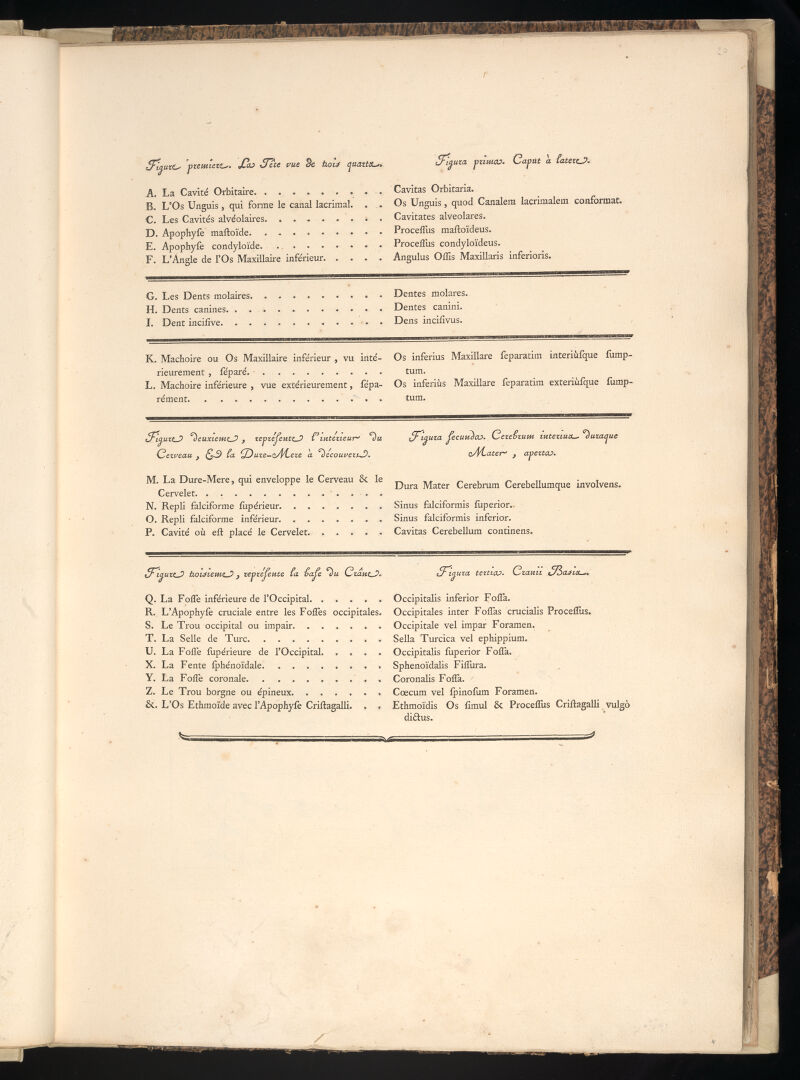 Figure premiere. La Tête vue de trois quarts. Figura prima. Caput à latere.
A. La Cavité Orbitaire. . . . . . . . . Cavitas Orbitaria.
B. L'Os Unguis, qui forme le canal lacrimal. . . Os Unguis, quod Canalem lacrimalem conformat.
C. Les Cavités alvéolaires. . . . . . . . . Cavitates alveolares.
D. Apophyſe maſtoïde. . . . . . . . . . Proceſſus maſtoïdeus.
E. Apophyſe condyloïde. . . . . . . . . Proceſſus condyloïdeus.
F. L'Angle de l'Os Maxillaire inférieur. . . . . Angulus Oſſis Maxillaris inferioris.
G. Les Dents molaires. . . . . . . . . . Dentes molares.
H. Dents canines. . . . . . . . . . . . Dentes canini.
I. Dent inciſive. . . . . . . . . . . . Dens inciſivus.
K. Machoire ou Os Maxillaire inférieur, vu inté- Os inferius Maxillare ſeparatim interiùſque ſump-
rieurement, ſéparé. . . . . . . . . . tum.
L. Machoire inférieure, vue extérieurement, ſépa- Os inferiùs Maxillare ſeparatim exteriùſque ſump-
rément. . . . . . . . . . . . . . tum.
Figure deuxieme, repréſente l'intérieur du Figura ſecunda. Cerebrum interius, duraque
Cerveau, & la Dure-Mere à découvert. Mater, aperta.
M. La Dure-Mere, qui enveloppe le Cerveau & le
Cervelet. . . . . . . . . . . . . . Dura Mater Cerebrum Cerebellumque involvens.
N. Repli falciforme ſupérieur. . . . . . . . Sinus falciformis ſuperior.
O. Repli falciforme inférieur. . . . . . . . Sinus falciformis inferior.
P. Cavité où eſt placé le Cervelet. . . . . . Cavitas Cerebellum continens.
Figure troisieme, repréſente la baſe du Crâne. Figura tertia. Cranii Basis.
Q. La Foſſe inférieure de l'Occipital. . . . . . Occipitalis inferior Foſſa.
R. L'Apophyſe cruciale entre les Foſſes occipitales. Occipitales inter Foſſas crucialis Proceſſus.
S. Le Trou occipital ou impair. . . . . . . Occipitale vel impar Foramen.
T. La Selle de Turc. . . . . . . . . . Sella Turcica vel ephippium.
U. La Foſſe ſupérieure de l'Occipital. . . . . Occipitalis ſuperior Foſſa.
X. La Fente ſphénoïdale. . . . . . . . . Sphenoïdalis Fiſſura.
Y. La Foſſe coronale. . . . . . . . . . Coronalis Foſſa.
Z. Le Trou borgne ou épineux. . . . . . . Cœcum vel ſpinoſum Foramen.
&. L'Os Ethmoïde avec l'Apophyſe Criſtagalli. . . Ethmoïdis Os ſimul & Proceſſus Criſtagalli vulgò
dictus.